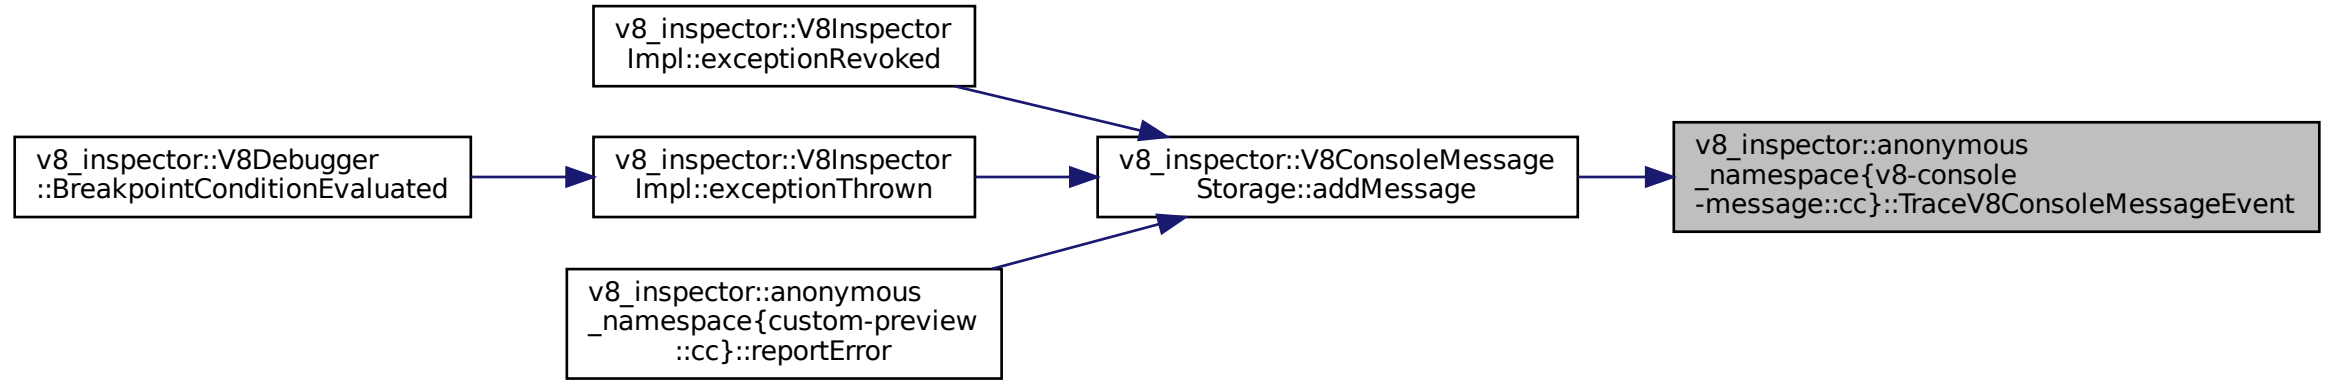 v8_inspector::V8Inspector
Impl::exceptionRevoked
v8_inspector::V8Debugger
::BreakpointConditionEvaluated
v8_inspector::V8Inspector
Impl::exceptionThrown
v8_inspector::V8ConsoleMessage
Storage::addMessage
v8_inspector::anonymous
_namespace{v8-console
-message::cc}::TraceV8ConsoleMessageEvent
v8_inspector::anonymous
_namespace{custom-preview
::cc}::reportError